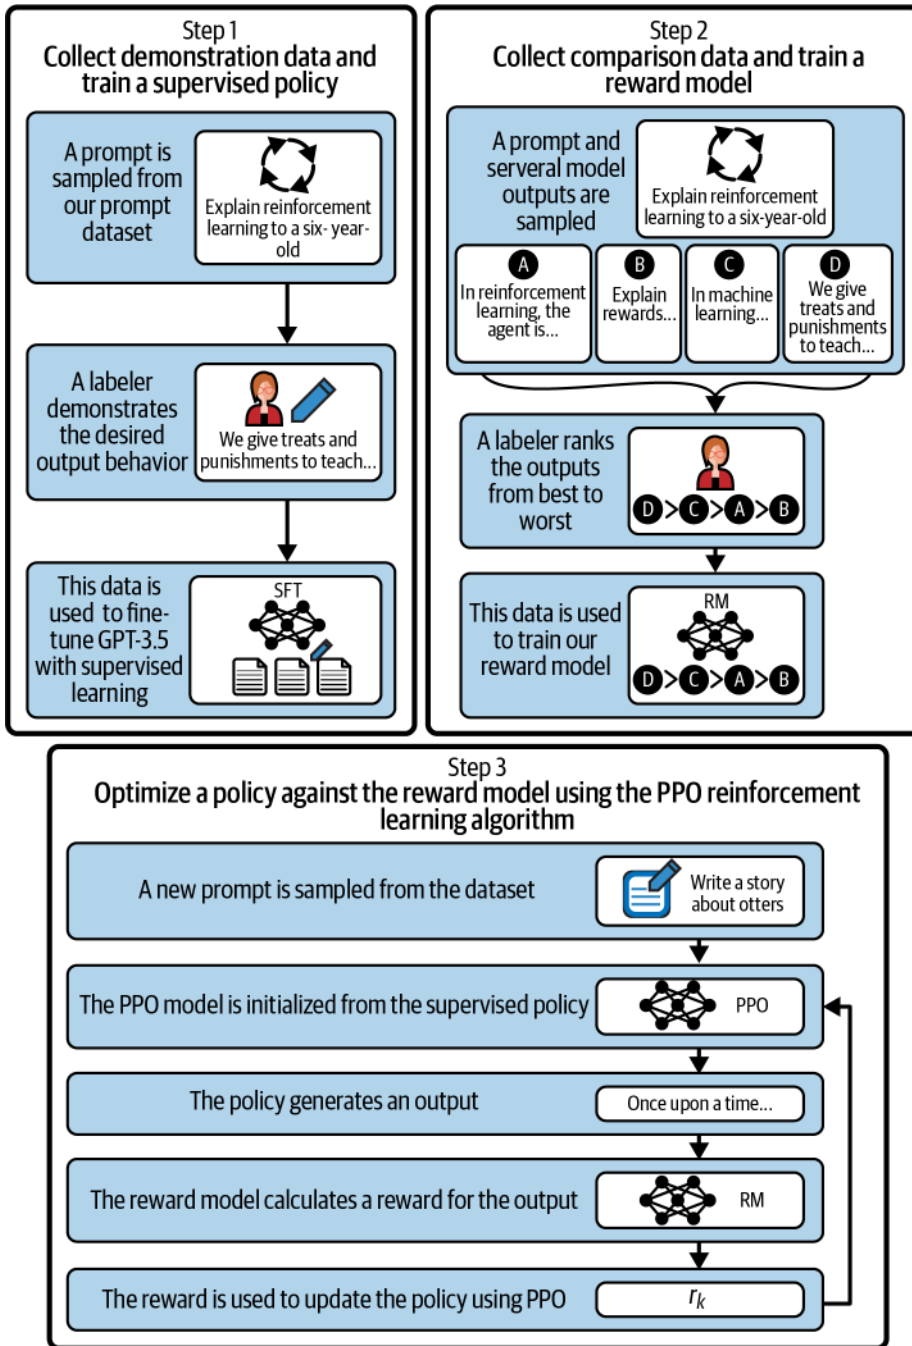 Step 1
Collect demonstration data and
train a supervised policy
A prompt is
sampled from
our prompt
dataset
Explain reinforcement
learning to a six- year-
old
A labeler
demonstrates
the desired
output behavior
We give treats and
punishments to teach...
This data is
used to fine-
tune GPT-3.5
with supervised
learning
SFT
Step 2
Collect comparison data and train a
reward model
A prompt and
serveral model
outputs are
sampled
Explain reinforcement
learning to a six-year-old
A
In reinforcement
learning, the
agent is...
B
Explain
rewards...
C
In machine
learning...
D
We give
treats and
punishments
to teach...
A labeler ranks
the outputs
from best to
worst
D > C > A > B
This data is used
to train our
reward model
RM
D > C > A > B
Step 3
Optimize a policy against the reward model using the PPO reinforcement
learning algorithm
A new prompt is sampled from the dataset
Write a story
about otters
The PPO model is initialized from the supervised policy
PPO
The policy generates an output
Once upon a time...
The reward model calculates a reward for the output
RM
The reward is used to update the policy using PPO
rk